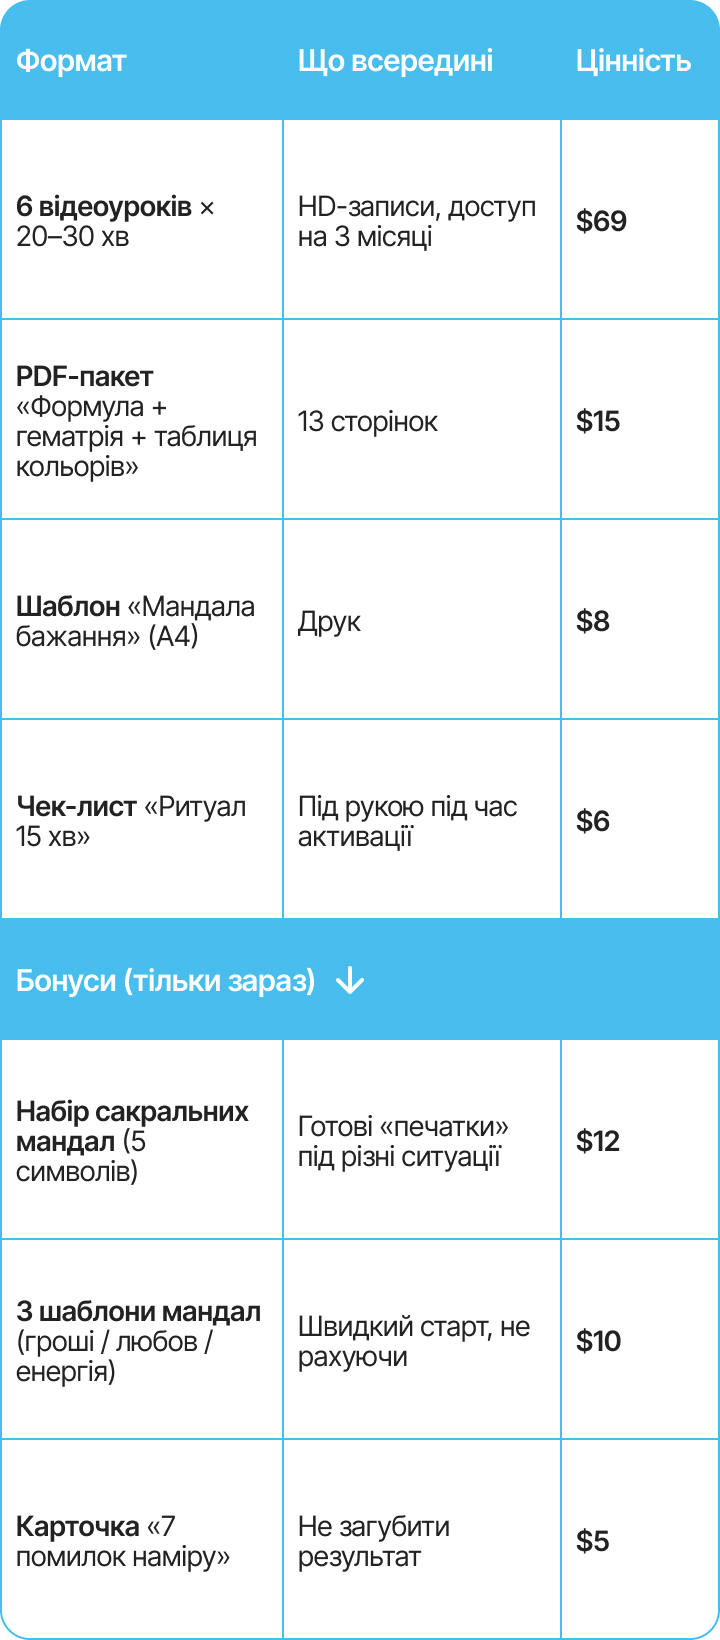 Формат
Що всередині
Цінність
6 відеоуроків ×
20–30 хв
HD-записи, доступ
на 3 місяці
$69
PDF-пакет
«Формула +
гематрія + таблиця
кольорів»
13 сторінок
$15
Шаблон «Мандала
бажання» (A4)
Друк
$8
Чек-лист «Ритуал
15 хв»
Під рукою під час
активації
$6
Бонуси (тільки зараз) ↓
Набір сакральних
мандал (5
символів)
Готові «печатки»
під різні ситуації
$12
3 шаблони мандал
(гроші / любов /
енергія)
Швидкий старт, не
рахуючи
$10
Карточка «7
помилок наміру»
Не загубити
результат
$5